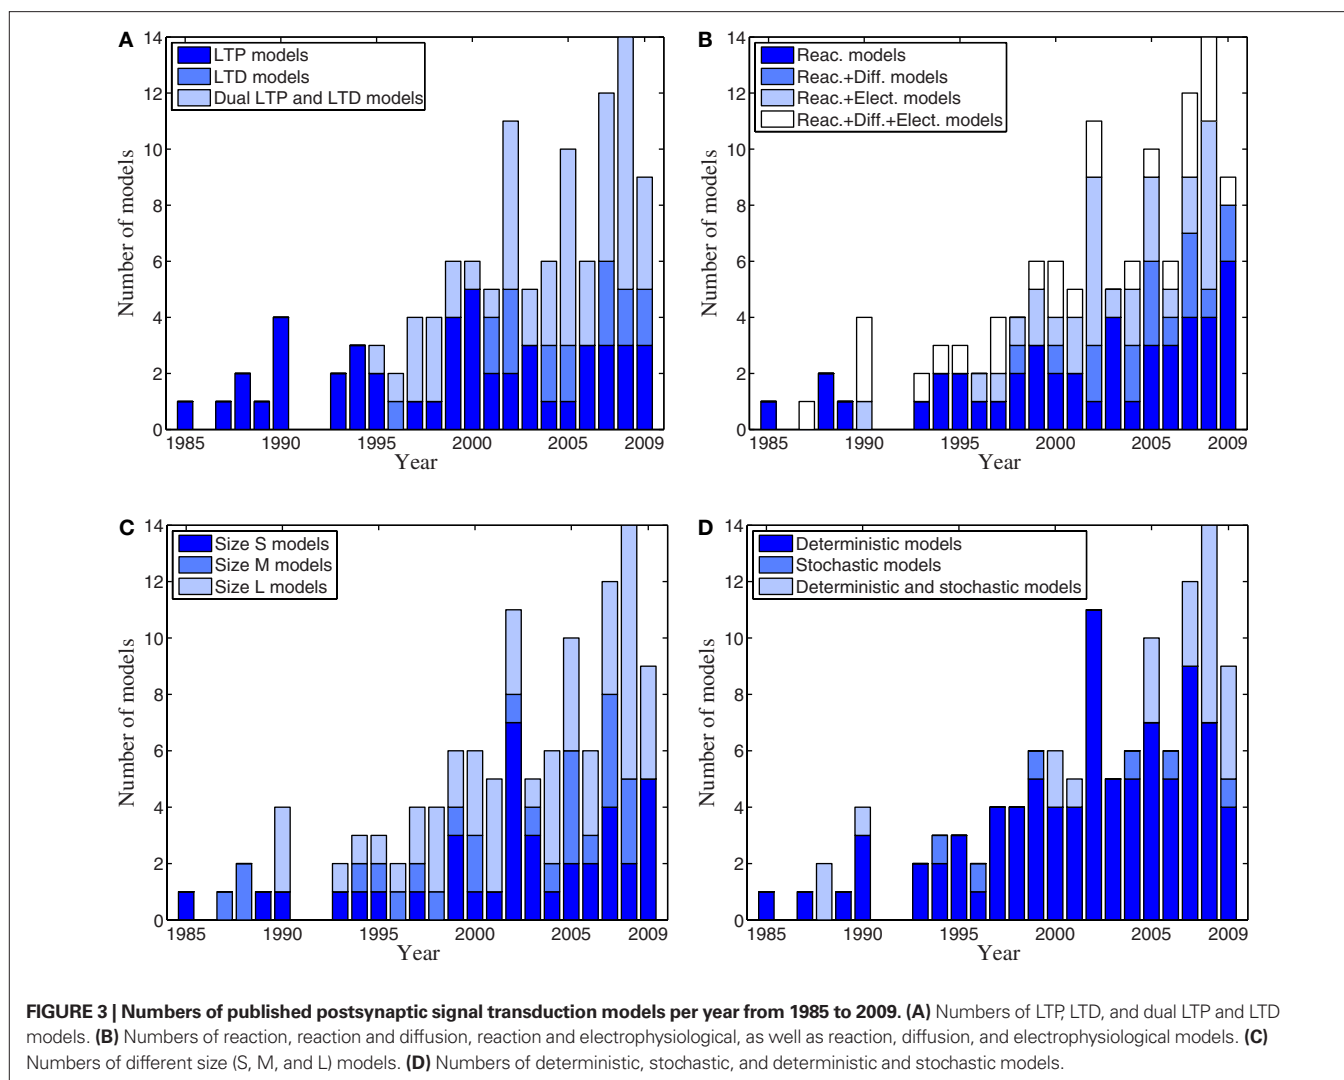 A
14
12
10
8
6
4
2
0
Number of models
LTP models
LTD models
Dual LTP and LTD models
1985 1990 1995 2000 2005 2009
Year
B
14
12
10
8
6
4
2
0
Number of models
Reac. models
Reac.+Diff. models
Reac.+Elect. models
Reac.+Diff.+Elect. models
1985 1990 1995 2000 2005 2009
Year
C
14
12
10
8
6
4
2
0
Number of models
Size S models
Size M models
Size L models
1985 1990 1995 2000 2005 2009
Year
D
14
12
10
8
6
4
2
0
Number of models
Deterministic models
Stochastic models
Deterministic and stochastic models
1985 1990 1995 2000 2005 2009
Year
FIGURE 3 | Numbers of published postsynaptic signal transduction models per year from 1985 to 2009. (A) Numbers of LTP, LTD, and dual LTP and LTD
models. (B) Numbers of reaction, reaction and diffusion, reaction and electrophysiological, as well as reaction, diffusion, and electrophysiological models. (C)
Numbers of different size (S, M, and L) models. (D) Numbers of deterministic, stochastic, and deterministic and stochastic models.